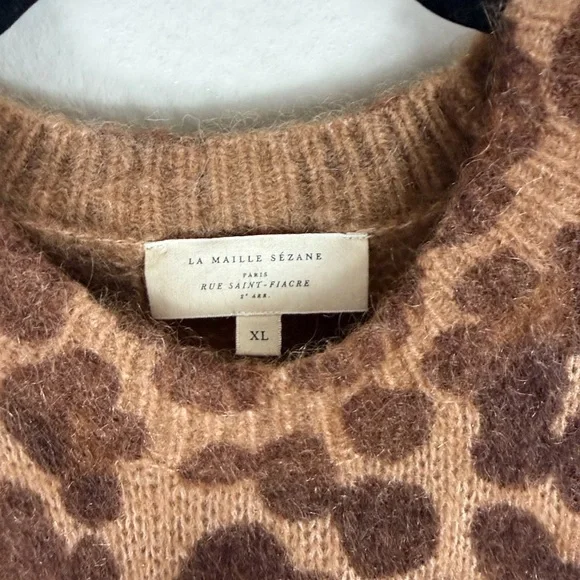 LA MAILLE SÉZANE
PARIS
RUE SAINT-FIACRE
2e ARR.
XL